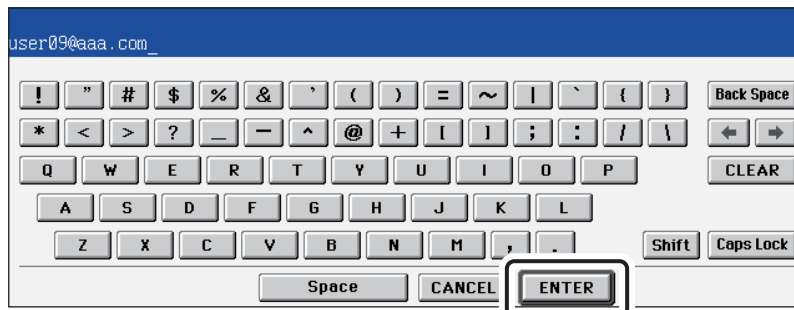 user09@aaa.com_
! " # $ % & ' ( ) = ~ | ` { } Back Space
* < > ? _ - ^ @ + [ ] ; : / \ ← →
Q W E R T Y U I O P CLEAR
A S D F G H J K L
Z X C V B N M , . Shift Caps Lock
Space CANCEL ENTER